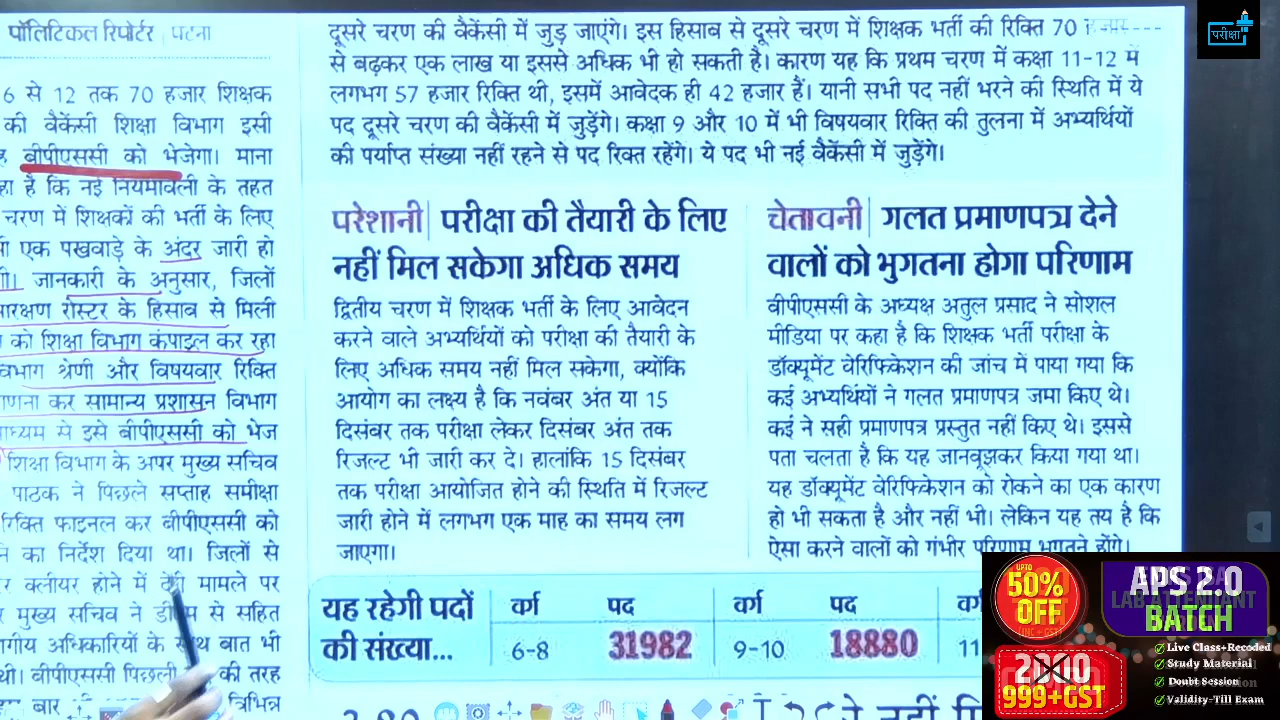 पॉलिटिकल रिपोर्टर | पटना
6 से 12 तक 70 हजार शिक्षक
की वैकेंसी शिक्षा विभाग इसी
बीपीएससी को भेजेगा। माना
है कि नई नियमावली के तहत
चरण में शिक्षकों की भर्ती के लिए
एक पखवाड़े के अंदर जारी हो
जानकारी के अनुसार, जिलों
रोस्टर के हिसाब से मिली
को शिक्षा विभाग कंपाइल कर रहा
श्रेणी और विषयवार रिक्ति
कर सामान्य प्रशासन विभाग
से इसे बीपीएससी को भेज
शिक्षा विभाग के अपर मुख्य सचिव
पाठक ने पिछले सप्ताह समीक्षा
रिक्ति फाइनल कर बीपीएससी को
का निर्देश दिया था। जिलों से
क्लीयर होने में देरी मामले पर
मुख्य सचिव ने से सहित
अधिकारियों के साथ बात भी
थी। बीपीएससी पिछली की तरह
बार विभिन्न
दूसरे चरण की वैकेंसी में जुड़ जाएंगे। इस हिसाब से दूसरे चरण में शिक्षक भर्ती की रिक्ति 70 हजार
से बढ़कर एक लाख या इससे अधिक भी हो सकती है। कारण यह कि प्रथम चरण में कक्षा 11-12 में
लगभग 57 हजार रिक्ति थी, इसमें आवेदक ही 42 हजार हैं। यानी सभी पद नहीं भरने की स्थिति में ये
पद दूसरे चरण की वैकेंसी में जुड़ेंगे। कक्षा 9 और 10 में भी विषयवार रिक्ति की तुलना में अभ्यर्थियों
की पर्याप्त संख्या नहीं रहने से पद रिक्त रहेंगे। ये पद भी नई वैकेंसी में जुड़ेंगे।
परेशानी | परीक्षा की तैयारी के लिए
नहीं मिल सकेगा अधिक समय
द्वितीय चरण में शिक्षक भर्ती के लिए आवेदन
करने वाले अभ्यर्थियों को परीक्षा की तैयारी के
लिए अधिक समय नहीं मिल सकेगा, क्योंकि
आयोग का लक्ष्य है कि नवंबर अंत या 15
दिसंबर तक परीक्षा लेकर दिसंबर अंत तक
रिजल्ट भी जारी कर दे। हालांकि 15 दिसंबर
तक परीक्षा आयोजित होने की स्थिति में रिजल्ट
जारी होने में लगभग एक माह का समय लग
जाएगा।
चेतावनी | गलत प्रमाणपत्र देने
वालों को भुगतना होगा परिणाम
बीपीएससी के अध्यक्ष अतुल प्रसाद ने सोशल
मीडिया पर कहा है कि शिक्षक भर्ती परीक्षा के
डॉक्यूमेंट वेरिफिकेशन की जांच में पाया गया कि
कई अभ्यर्थियों ने गलत प्रमाणपत्र जमा किए थे।
कई ने सही प्रमाणपत्र प्रस्तुत नहीं किए थे। इससे
पता चलता है कि यह जानबूझकर किया गया था।
यह डॉक्यूमेंट वेरिफिकेशन को रोकने का एक कारण
हो भी सकता है और नहीं भी। लेकिन यह तय है कि
ऐसा करने वालों को गंभीर परिणाम भुगतने होंगे।
यह रहेगी पदों
की संख्या...
वर्ग पद वर्ग पद वर्ग
6-8 31982 9-10 18880 11
परीक्षा
UPTO
50%
OFF
(INC + GST)
2000
999+GST
APS 2.0
BATCH
Live Class+Recoded
Study Material
Doubt Session
Validity-Till Exam